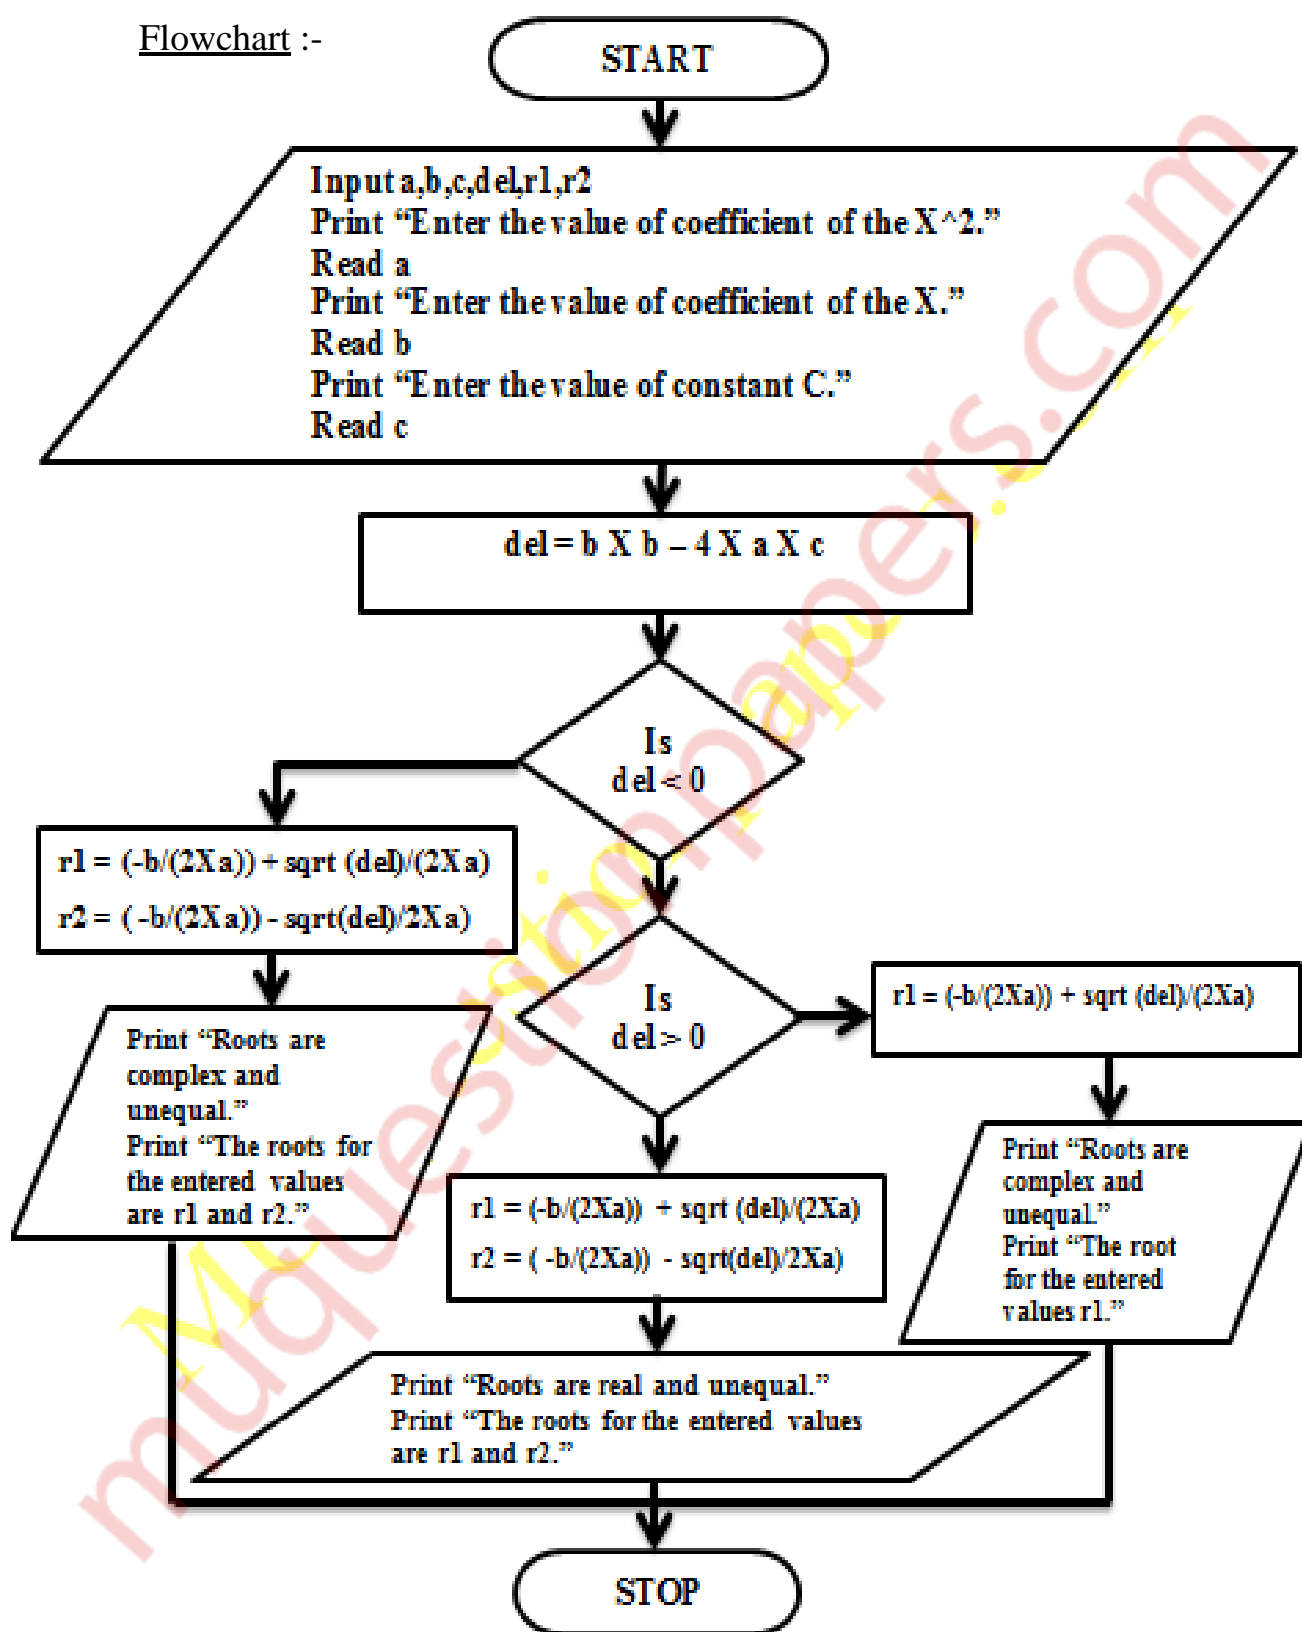 Flowchart :-
START
Input a,b,c,del,r1,r2
Print “Enter the value of coefficient of the X^2.”
Read a
Print “Enter the value of coefficient of the X.”
Read b
Print “Enter the value of constant C.”
Read c
del = b X b – 4 X a X c
Is
del < 0
r1 = (-b/(2Xa)) + sqrt (del)/(2Xa)
r2 = ( -b/(2Xa)) - sqrt(del)/2Xa)
Is
del > 0
r1 = (-b/(2Xa)) + sqrt (del)/(2Xa)
Print “Roots are
complex and
unequal.”
Print “The roots for
the entered values
are r1 and r2.”
r1 = (-b/(2Xa)) + sqrt (del)/(2Xa)
r2 = ( -b/(2Xa)) - sqrt(del)/2Xa)
Print “Roots are
complex and
unequal.”
Print “The root
for the entered
values r1.”
Print “Roots are real and unequal.”
Print “The roots for the entered values
are r1 and r2.”
STOP
muquestionpapers.com